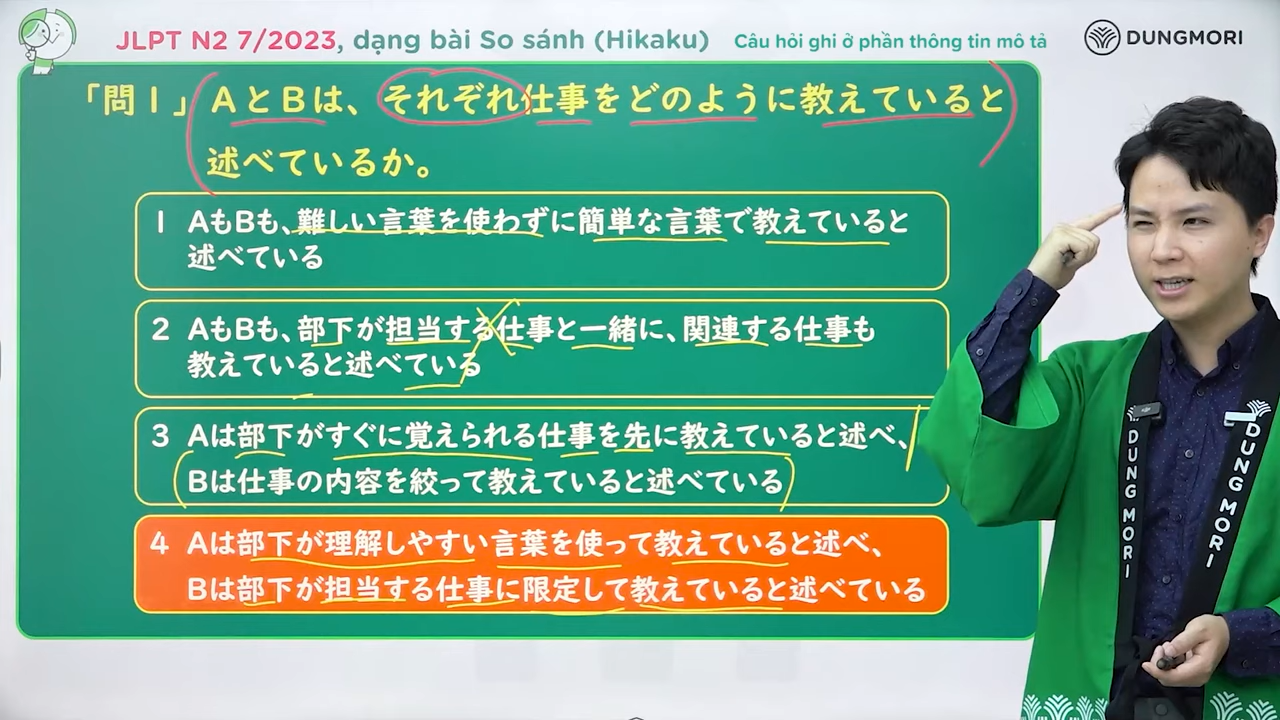 JLPT N2 7/2023, dạng bài So sánh (Hikaku)
Câu hỏi ghi ở phần thông tin mô tả
DUNGMORI
「問1」AとBは、それぞれ仕事をどのように教えていると
述べているか。
1 AもBも、難しい言葉を使わずに簡単な言葉で教えていると
述べている
2 AもBも、部下が担当する仕事と一緒に、関連する仕事も
教えていると述べている
3 Aは部下がすぐに覚えられる仕事を先に教えていると述べ、
Bは仕事の内容を絞って教えていると述べている
4 Aは部下が理解しやすい言葉を使って教えていると述べ、
Bは部下が担当する仕事に限定して教えていると述べている
DUNG MORI
DUNG MORI